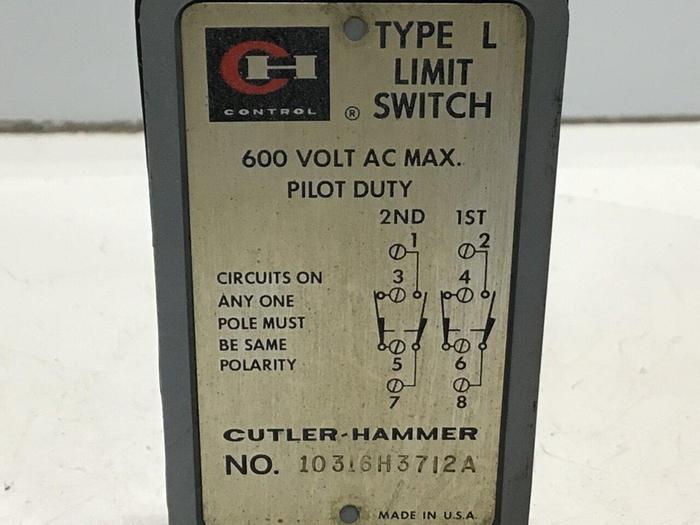 CH
CONTROL
®
TYPE L
LIMIT
SWITCH
600 VOLT AC MAX.
PILOT DUTY
2ND 1ST
1 2
3 4
5 6
7 8
CIRCUITS ON
ANY ONE
POLE MUST
BE SAME
POLARITY
CUTLER-HAMMER
NO. 10316H3712A
MADE IN U.S.A.